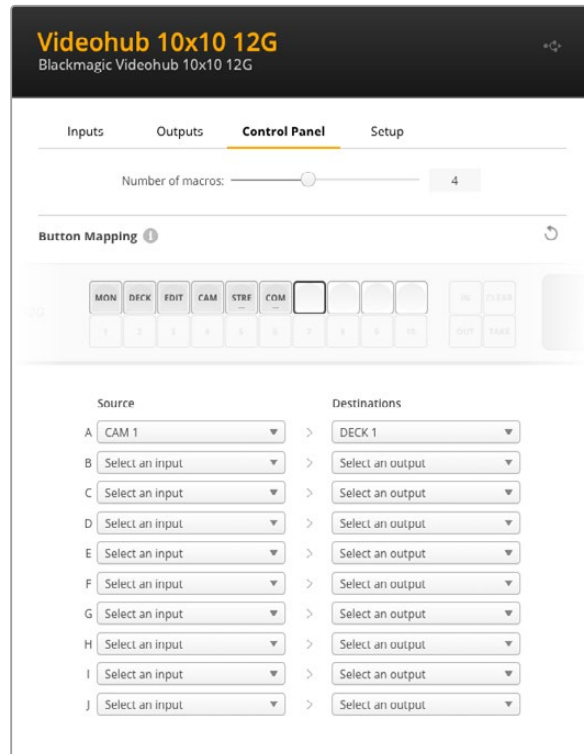 Videohub 10x10 12G
Blackmagic Videohub 10x10 12G
Inputs Outputs Control Panel Setup
Number of macros: 4
Button Mapping
MON DECK EDIT CAM STRE COM
IN CLEAR
2G
1 2 3 4 5 6 7 8 9 10
OUT TAKE
Source Destinations
A CAM 1 > DECK 1
B Select an input > Select an output
C Select an input > Select an output
D Select an input > Select an output
E Select an input > Select an output
F Select an input > Select an output
G Select an input > Select an output
H Select an input > Select an output
I Select an input > Select an output
J Select an input > Select an output